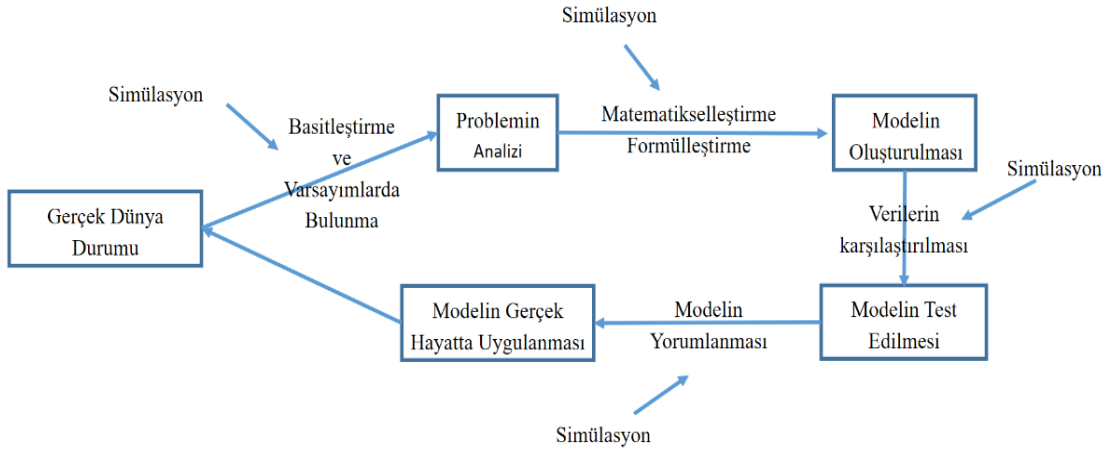 Simülasyon
Simülasyon
Basitleştirme
ve
Varsayımlarda
Bulunma
Problemin
Analizi
Matematikselleştirme
Formülleştirme
Modelin
Oluşturulması
Simülasyon
Gerçek Dünya
Durumu
Verilerin
karşılaştırılması
Modelin Gerçek
Hayatta Uygulanması
Modelin
Yorumlanması
Modelin Test
Edilmesi
Simülasyon